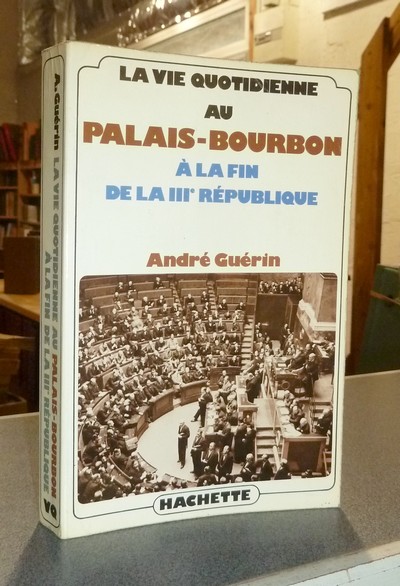 LA VIE QUOTIDIENNE
AU
PALAIS-BOURBON
À LA FIN
DE LA IIIᵉ RÉPUBLIQUE
André Guérin
HACHETTE
A. Guérin LA VIE QUOTIDIENNE AU PALAIS-BOURBON
À LA FIN DE LA IIIᵉ RÉPUBLIQUE
VQ